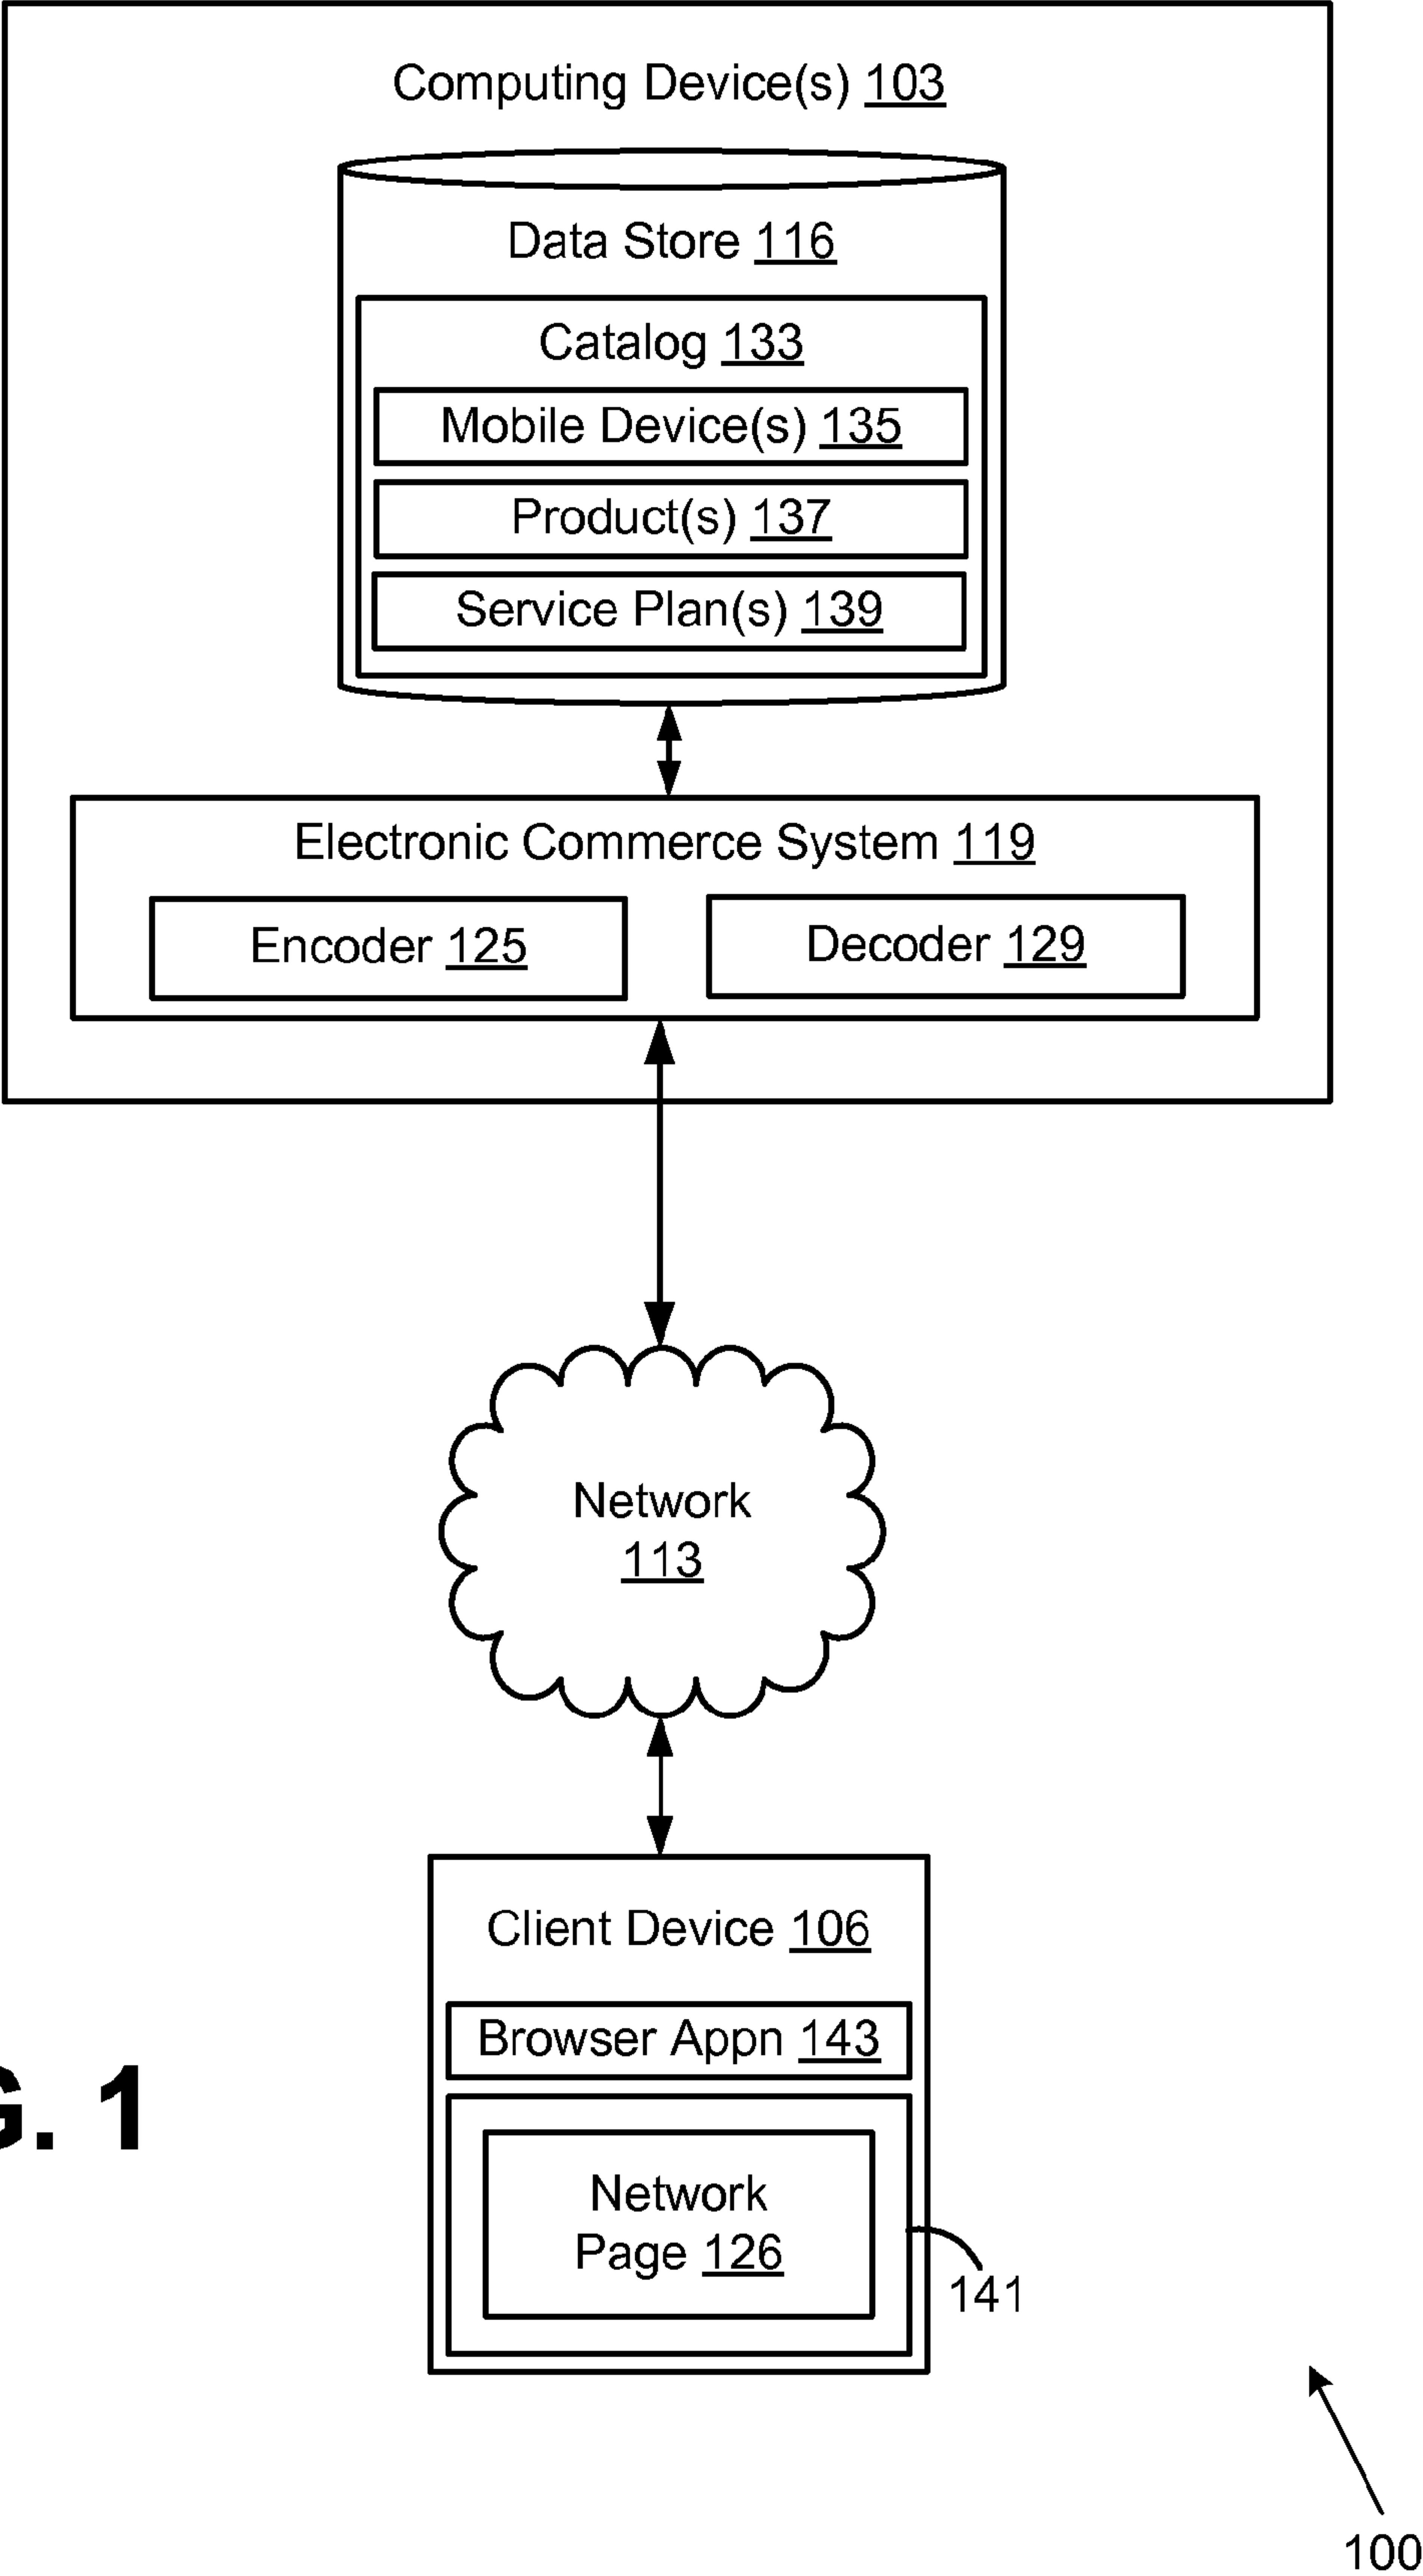 Computing Device(s) 103
Data Store 116
Catalog 133
Mobile Device(s) 135
Product(s) 137
Service Plan(s) 139
Electronic Commerce System 119
Encoder 125
Decoder 129
Network
113
Client Device 106
Browser Appn 143
Network
Page 126
141
G. 1
100